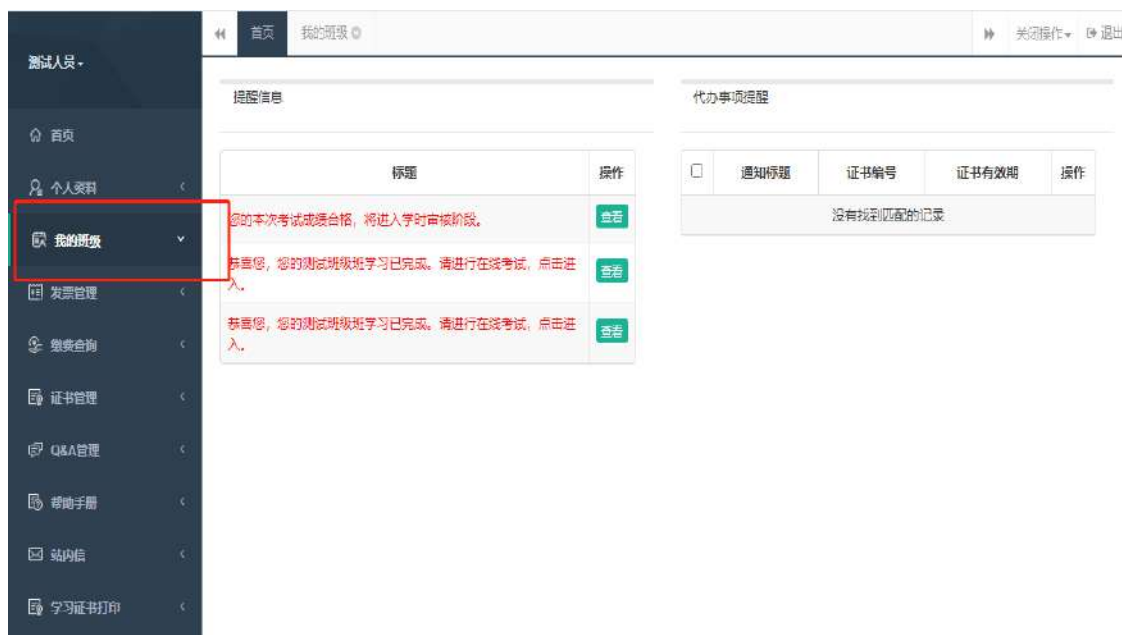 测试人员
首页
我的班级
关闭操作
退出
提醒信息
代办事项提醒
首页
个人资料
我的班级
发票管理
缴费查询
证书管理
Q&A管理
帮助手册
站内信
学习证书打印
标题 操作
您的本次考试成绩合格，将进入学时审核阶段。 查看
恭喜您，您的测试班级班学习已完成。请进行在线考试，点击进
入。 查看
恭喜您，您的测试班级班学习已完成。请进行在线考试，点击进
入。 查看
通知标题 证书编号 证书有效期 操作
没有找到匹配的记录